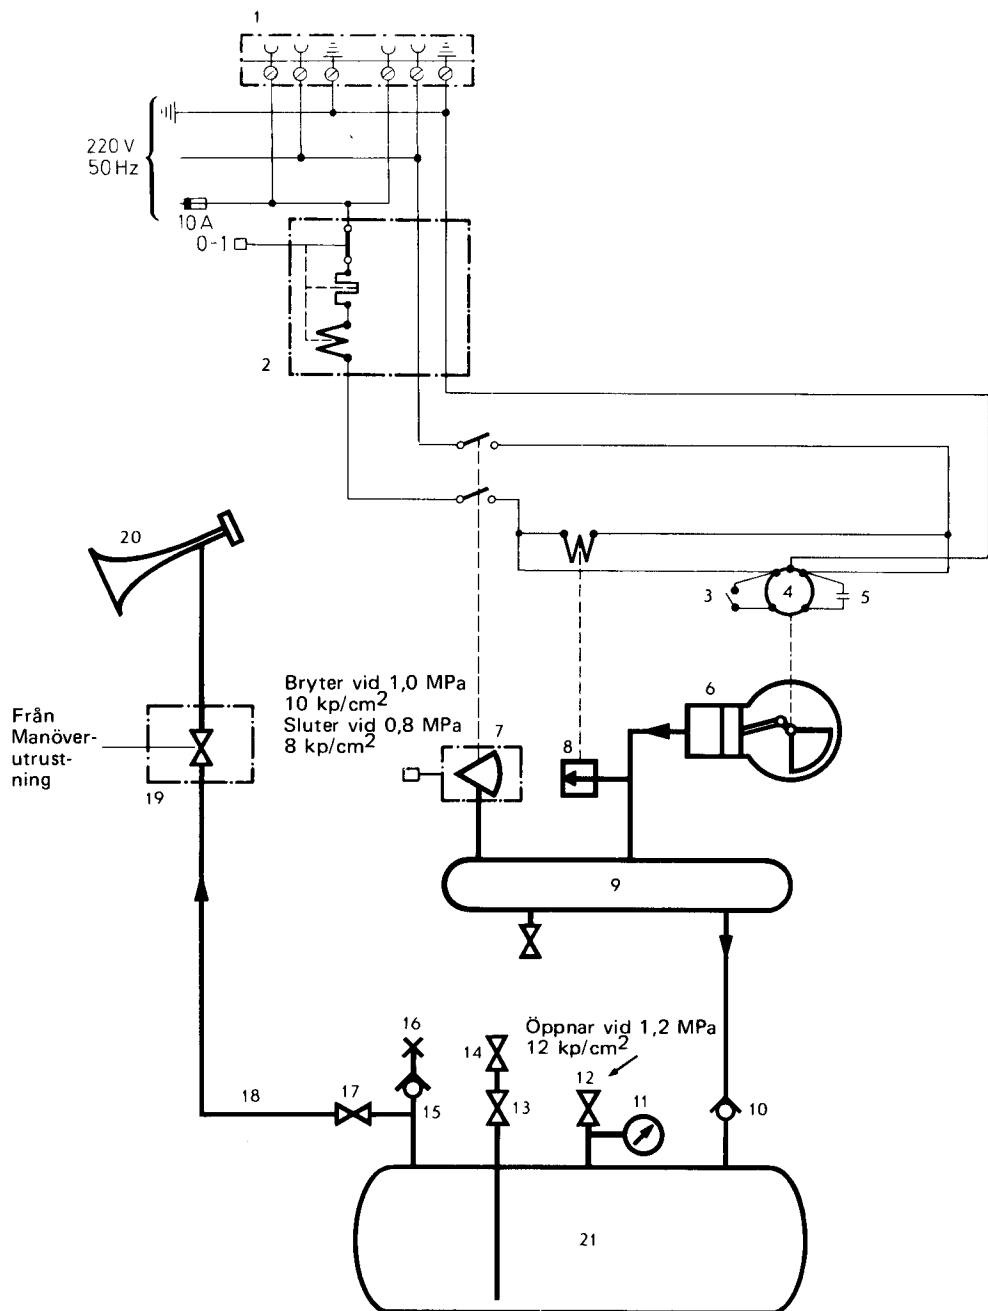 1
220 V
50 Hz
10 A
0-1
2
20
3
4
5
Bryter vid 1,0 MPa
10 kp/cm2
Sluter vid 0,8 MPa
8 kp/cm2
6
7
8
Från
Manöver-
utrust-
ning
19
9
16
14
Öppnar vid 1,2 MPa
12 kp/cm2
12
11
18
17
15
13
10
21